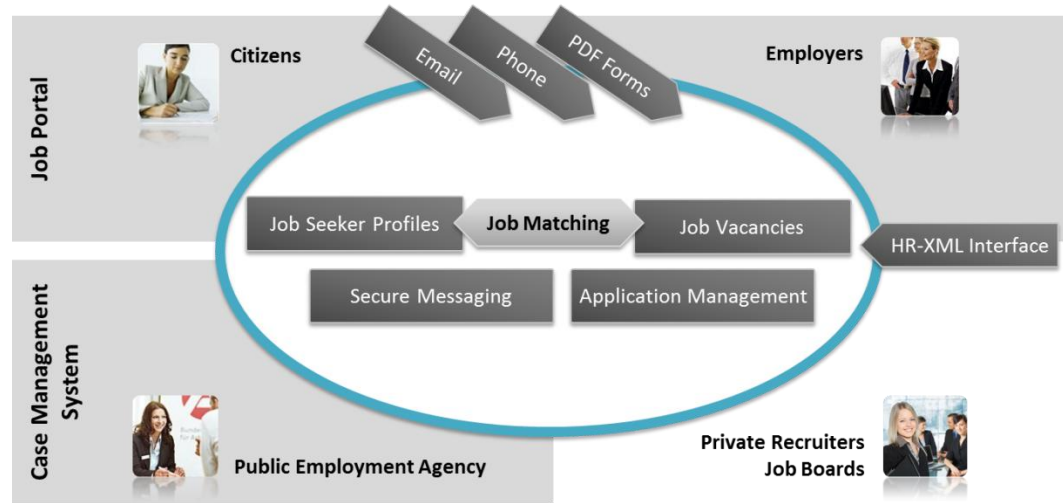 Job Portal
Citizens
Email
Phone
PDF Forms
Employers
Job Seeker Profiles
Job Matching
Job Vacancies
HR-XML Interface
Secure Messaging
Application Management
Case Management
System
Public Employment Agency
Private Recruiters
Job Boards